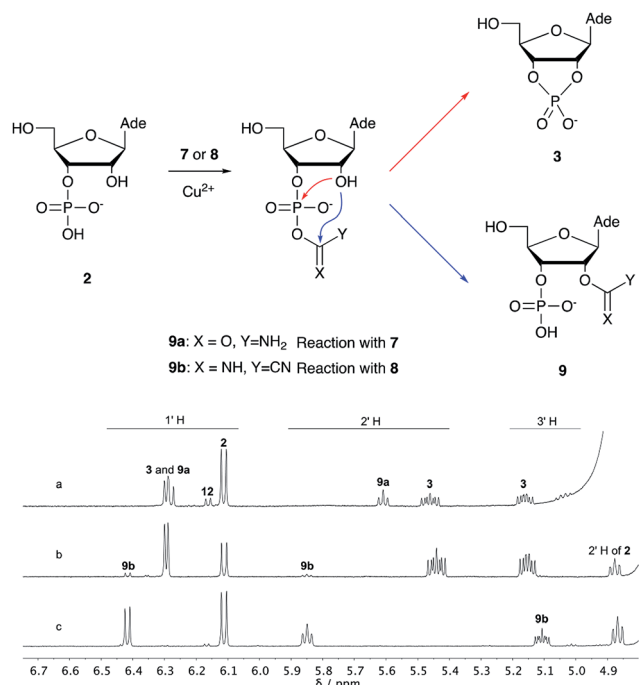 HO
O
Ade
O
O
P
O
O⁻
3
HO
O
Ade
O
OH
O=P–O⁻
OH
2
7 or 8
Cu²⁺
HO
O
Ade
O
OH
O=P–O⁻
O
Y
X
HO
O
Ade
O
O
Y
X
O=P–O⁻
OH
9
9a: X = O, Y=NH₂ Reaction with 7
9b: X = NH, Y=CN Reaction with 8
1' H
2' H
3' H
2
3 and 9a
12
9a
3
3
a
9b
9b
2' H of 2
b
9b
c
6.7 6.6 6.5 6.4 6.3 6.2 6.1 6.0 5.9 5.8 5.7 5.6 5.5 5.4 5.3 5.2 5.1 5.0 4.9
δ / ppm